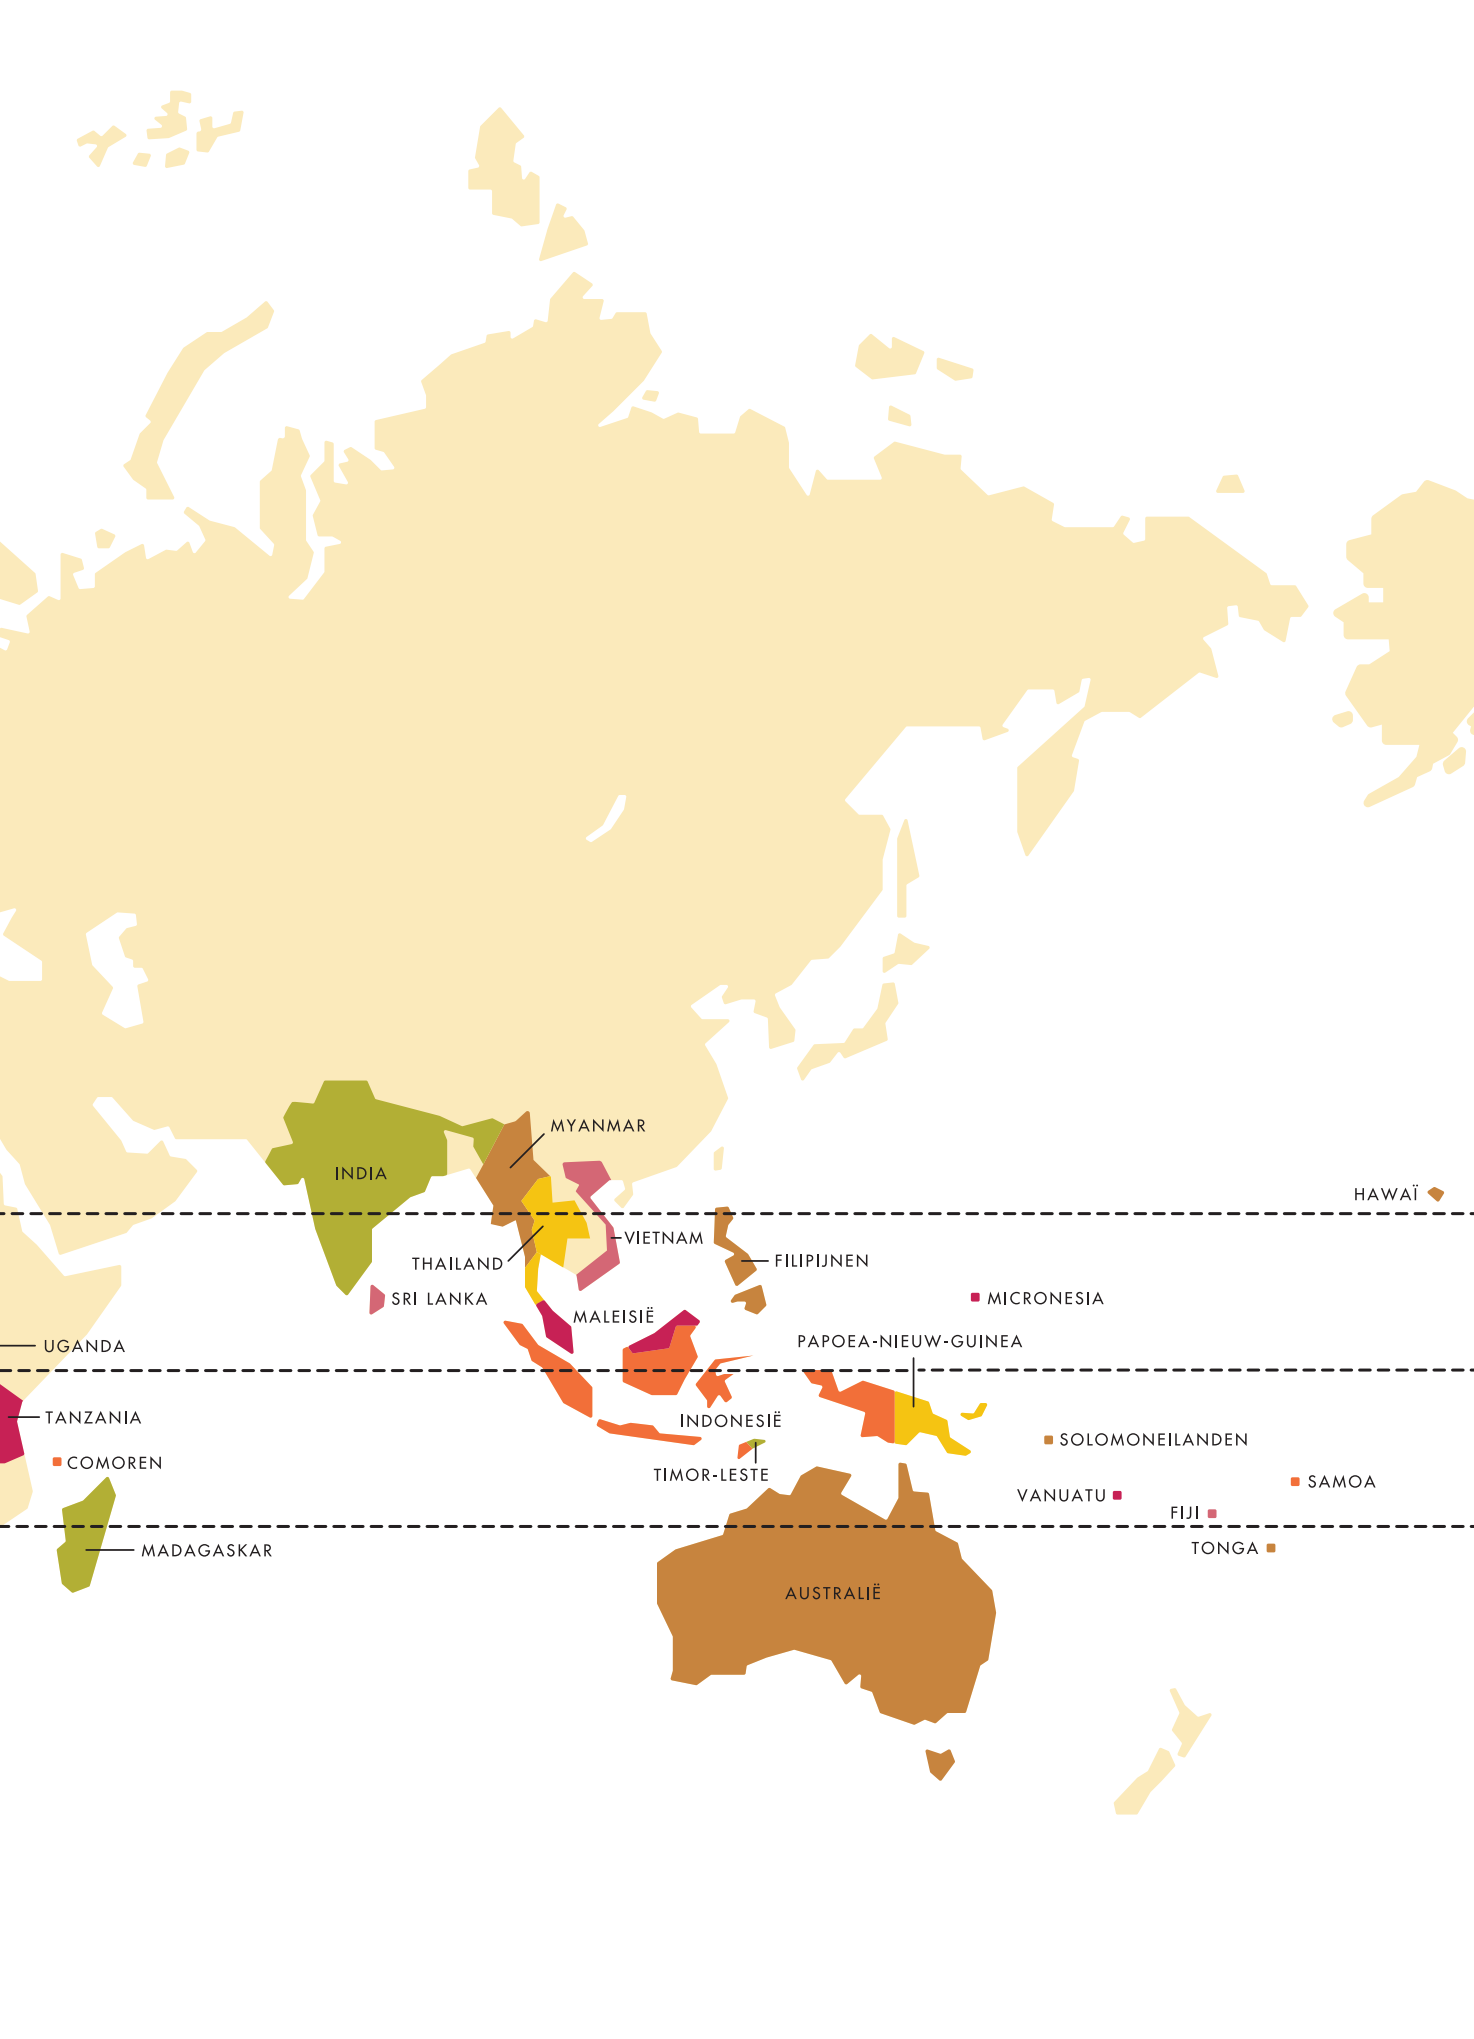 MYANMAR
INDIA
HAWAÏ
VIETNAM
THAILAND
FILIPIJNEN
SRI LANKA
MICRONESIA
MALEISIË
PAPOEA-NIEUW-GUINEA
UGANDA
TANZANIA
INDONESIË
SOLOMONEILANDEN
COMOREN
TIMOR-LESTE
SAMOA
VANUATU
FIJI
TONGA
MADAGASKAR
AUSTRALIË